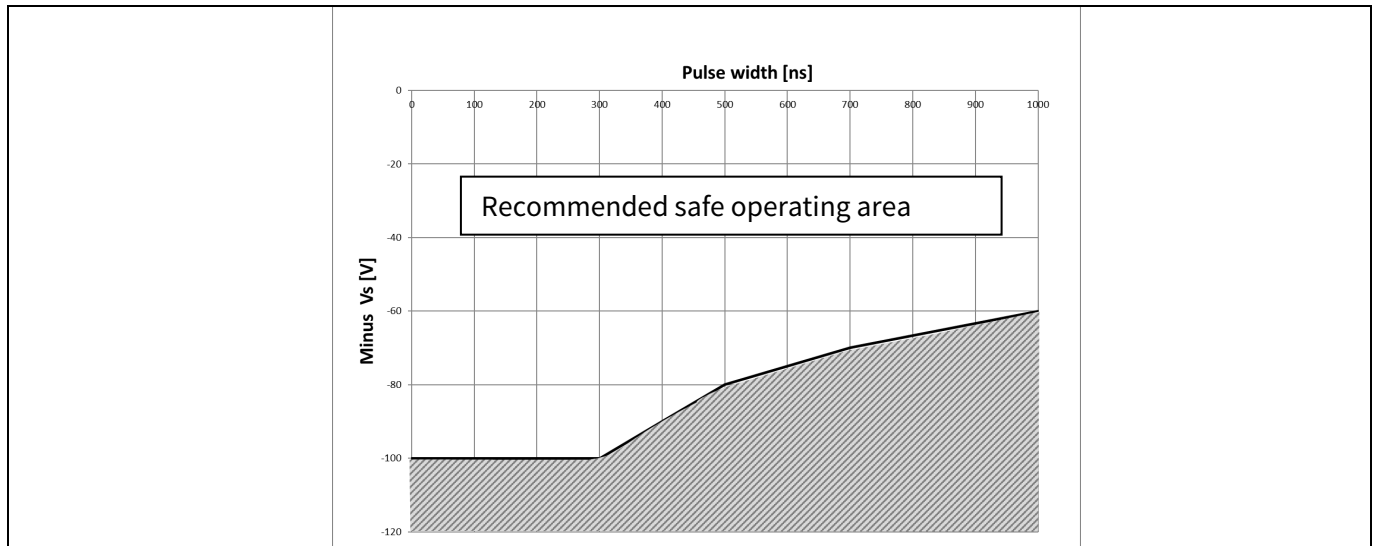 Pulse width [ns]
0 100 200 300 400 500 600 700 800 900 1000
0
-20
Recommended safe operating area
-40
Minus Vs [V]
-60
-80
-100
-120